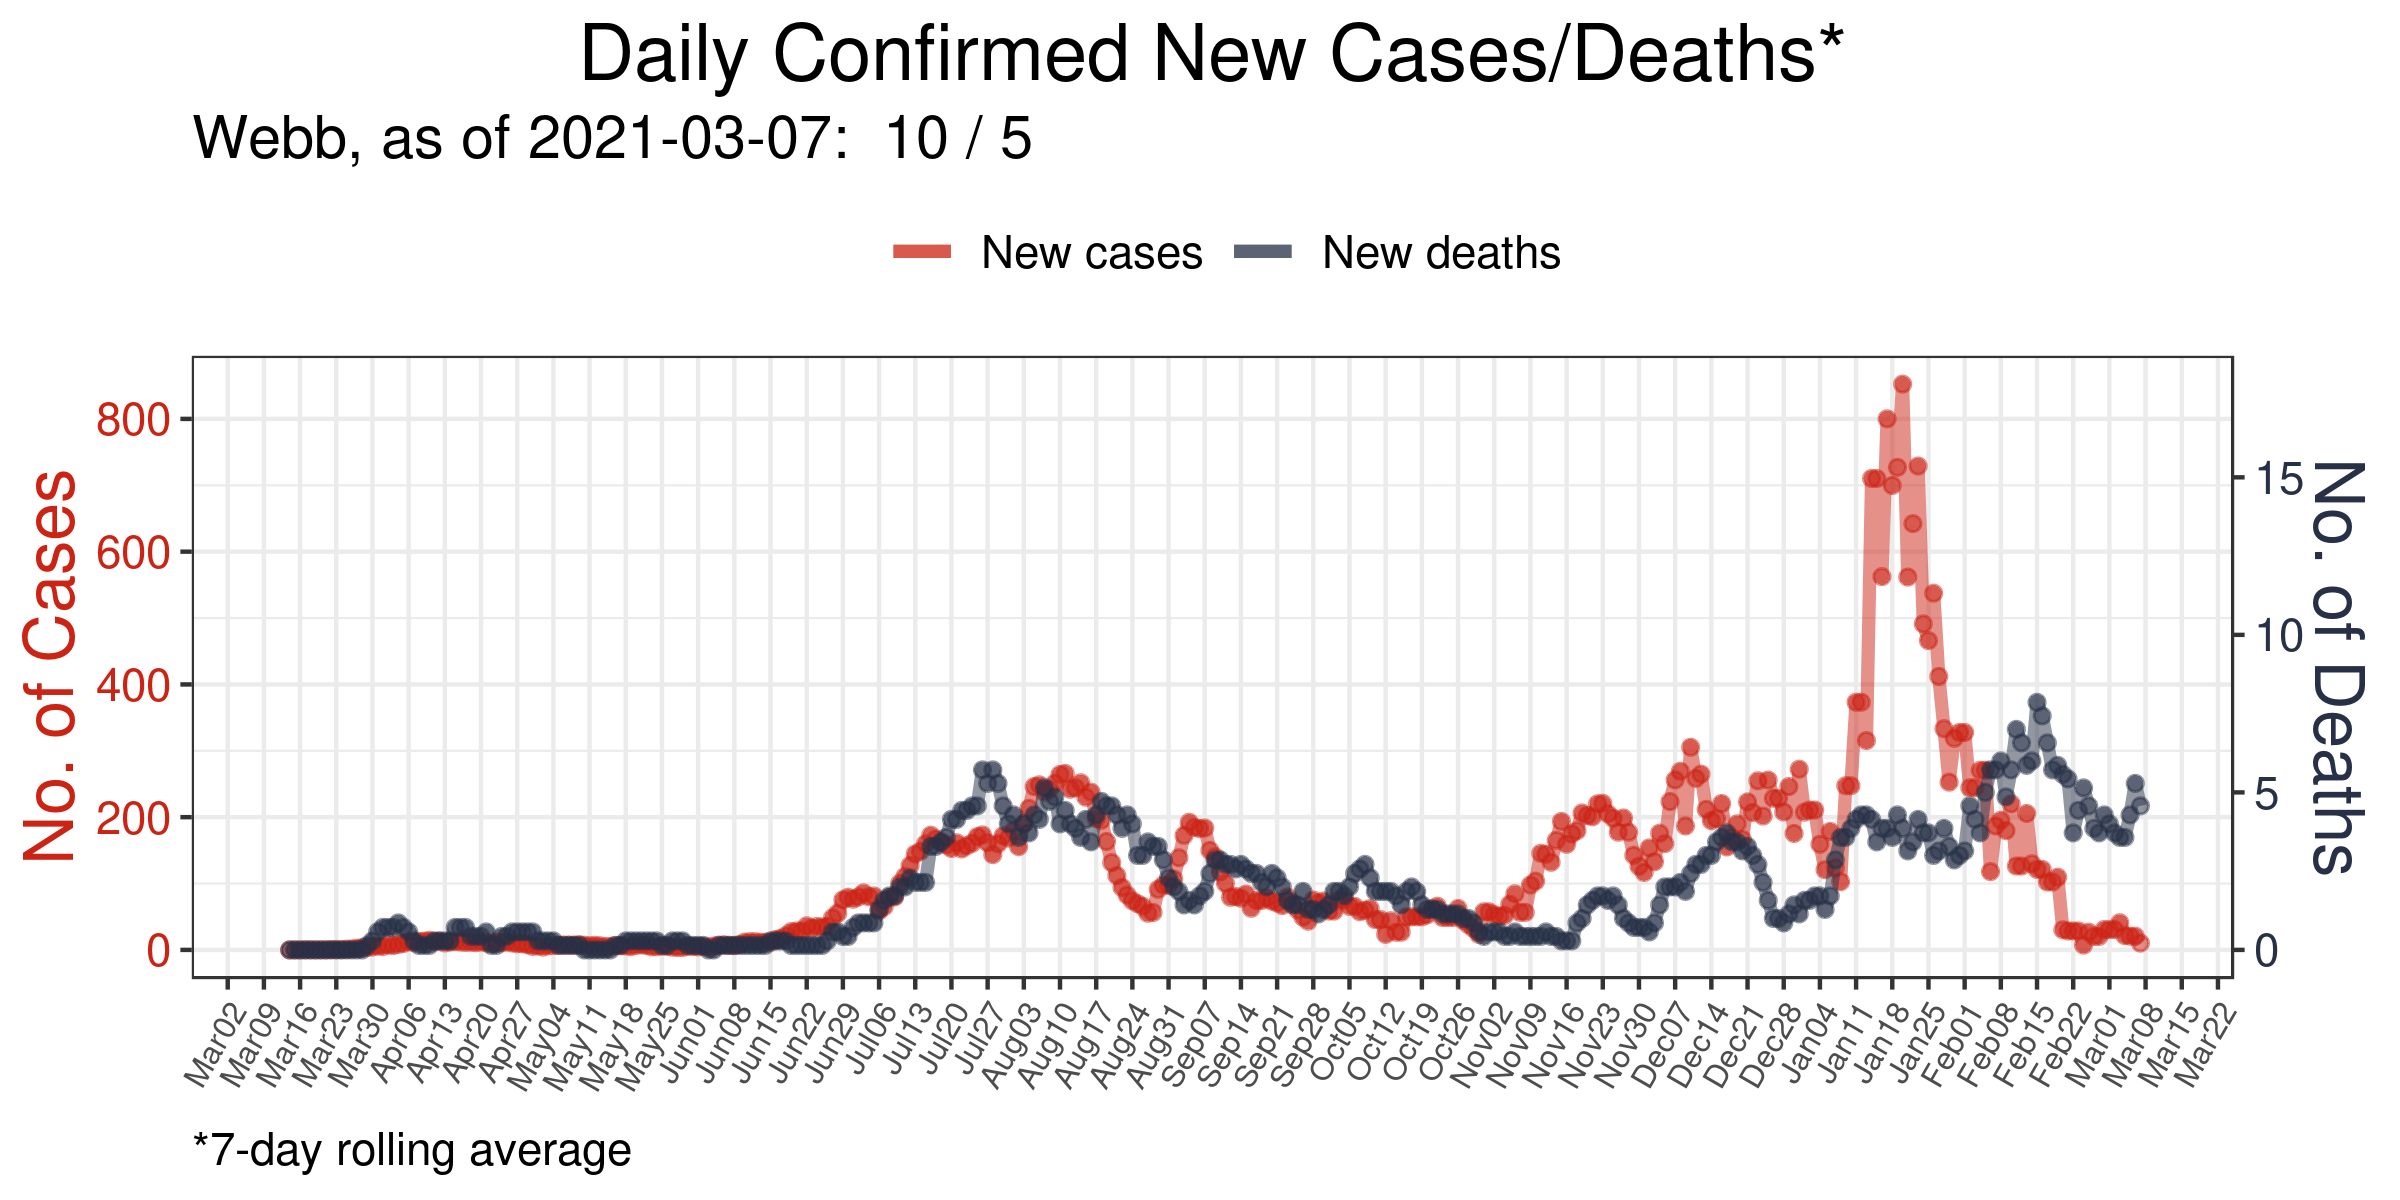 Daily Confirmed New Cases/Deaths*
Webb, as of 2021-03-07:  10 / 5
New cases
New deaths
No. of Cases
800
600
400
200
0
15
10
5
0
No. of Deaths
Mar02
Mar09
Mar16
Mar23
Mar30
Apr06
Apr13
Apr20
Apr27
May04
May11
May18
May25
Jun01
Jun08
Jun15
Jun22
Jun29
Jul06
Jul13
Jul20
Jul27
Aug03
Aug10
Aug17
Aug24
Aug31
Sep07
Sep14
Sep21
Sep28
Oct05
Oct12
Oct19
Oct26
Nov02
Nov09
Nov16
Nov23
Nov30
Dec07
Dec14
Dec21
Dec28
Jan04
Jan11
Jan18
Jan25
Feb01
Feb08
Feb15
Feb22
Mar01
Mar08
Mar15
Mar22
*7-day rolling average